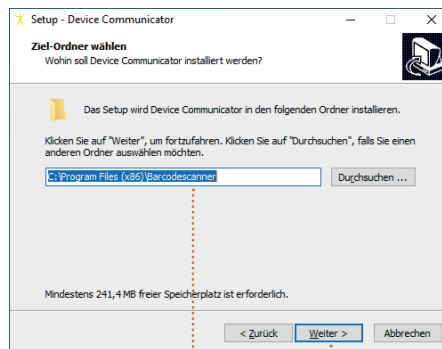 Setup - Device Communicator
Ziel-Ordner wählen
Wohin soll Device Communicator installiert werden?
Das Setup wird Device Communicator in den folgenden Ordner installieren.
Klicken Sie auf "Weiter", um fortzufahren. Klicken Sie auf "Durchsuchen", falls Sie einen
anderen Ordner auswählen möchten.
C:\Program Files (x86)\Barcodescanner
Durchsuchen ...
Mindestens 241,4 MB freier Speicherplatz ist erforderlich.
< Zurück Weiter > Abbrechen